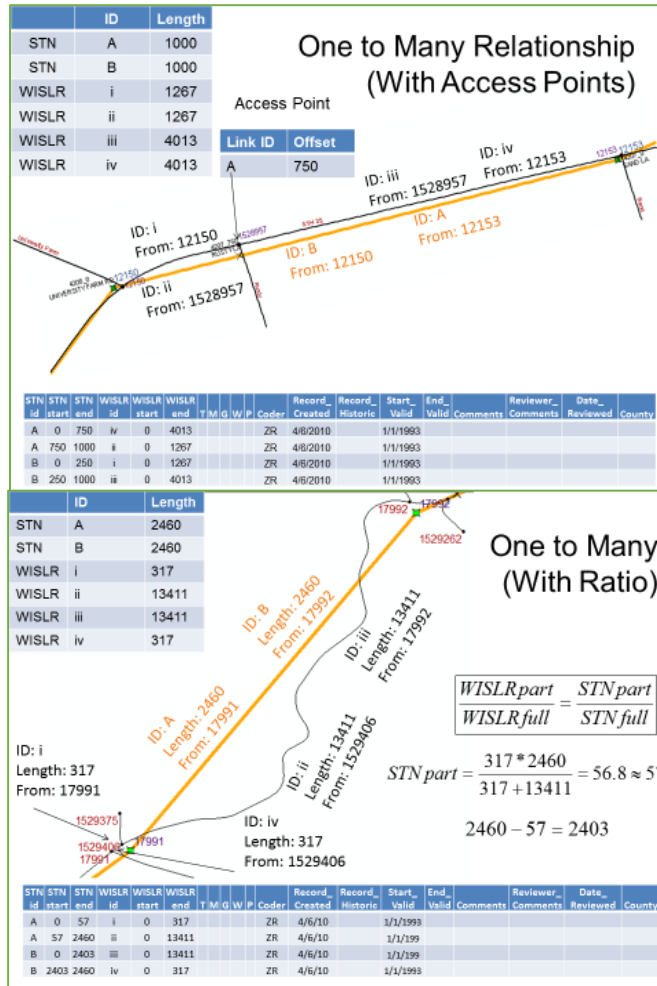 ID Length
STN A 1000
STN B 1000
WISLR i 1267
WISLR ii 1267
WISLR iii 4013
WISLR iv 4013
One to Many Relationship
(With Access Points)
Access Point
Link ID Offset
A 750
ID: iv
From: 12153
ID: iii
From: 1528957
12153
12153
ID: A
From: 12153
ID: i
From: 12150
1528957
ID: B
From: 12150
12150
UNIVERSITY FARM RD
12150
ID: ii
From: 1528957
STN id STN start STN end WISLR id WISLR start WISLR end T M G W P Coder Record_ Created Record_ Historic Start_ Valid End_ Valid Comments Reviewer_ Comments Date_ Reviewed County
A 0 750 iv 0 4013 ZR 4/6/2010 1/1/1993
A 750 1000 ii 0 1267 ZR 4/6/2010 1/1/1993
B 0 250 i 0 1267 ZR 4/6/2010 1/1/1993
B 250 1000 iii 0 4013 ZR 4/6/2010 1/1/1993
ID Length
STN A 2460
STN B 2460
WISLR i 317
WISLR ii 13411
WISLR iii 13411
WISLR iv 317
17992
17992
1529262
One to Many
(With Ratio)
ID: B
Length: 2460
From: 17992
ID: iii
Length: 13411
From: 17992
ID: A
Length: 2460
From: 17991
ID: ii
Length: 13411
From: 1529406
WISLR part / WISLR full = STN part / STN full
STN part = 317 * 2460 / 317 + 13411 = 56.8 ≈ 57
2460 − 57 = 2403
ID: i
Length: 317
From: 17991
1529375
1529406
17991
17991
ID: iv
Length: 317
From: 1529406
STN id STN start STN end WISLR id WISLR start WISLR end T M G W P Coder Record_ Created Record_ Historic Start_ Valid End_ Valid Comments Reviewer_ Comments Date_ Reviewed County
A 0 57 i 0 317 ZR 4/6/10 1/1/1993
A 57 2460 ii 0 13411 ZR 4/6/10 1/1/199
B 0 2403 iii 0 13411 ZR 4/6/10 1/1/199
B 2403 2460 iv 0 317 ZR 4/6/10 1/1/1993